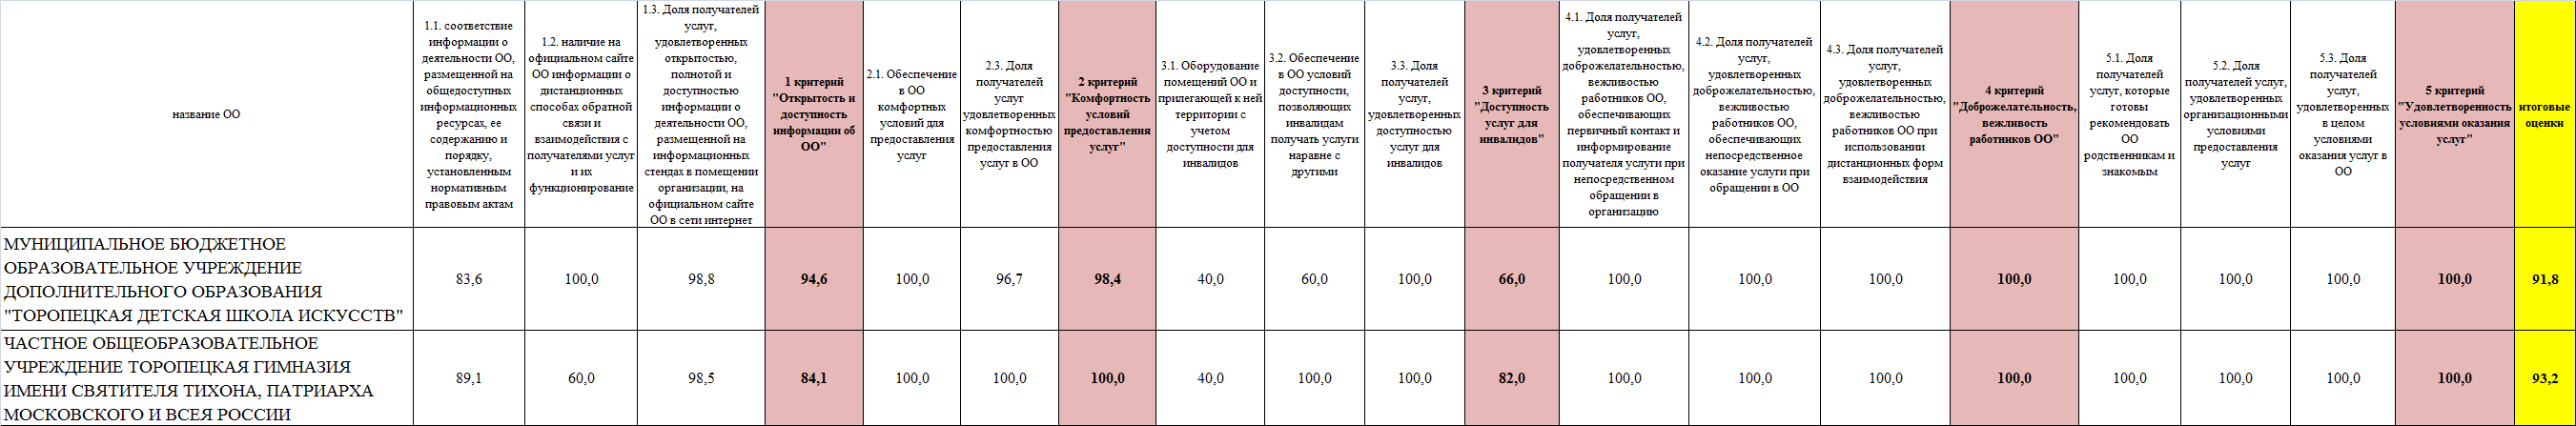 название ОО
1.1. соответствие
информации о
деятельности ОО,
размещенной на
общедоступных
информационных
ресурсах, ее
содержанию и
порядку,
установленным
нормативным
правовым актам
1.2. наличие на
официальном сайте
ОО информации о
дистанционных
способах обратной
связи и
взаимодействия с
получателями услуг
и их
функционирование
1.3. Доля получателей
услуг,
удовлетворенных
открытостью,
полнотой и
доступностью
информации о
деятельности ОО,
размещенной на
информационных
стендах в помещении
организации, на
официальном сайте
ОО в сети интернет
1 критерий
"Открытость и
доступность
информации об
ОО"
2.1. Обеспечение
в ОО
комфортных
условий для
предоставления
услуг
2.3. Доля
получателей
услуг
удовлетворенных
комфортностью
предоставления
услуг в ОО
2 критерий
"Комфортность
условий
предоставления
услуг"
3.1. Оборудование
помещений ОО и
прилегающей к ней
территории с
учетом
доступности для
инвалидов
3.2. Обеспечение
в ОО условий
доступности,
позволяющих
инвалидам
получать услуги
наравне с
другими
3.3. Доля
получателей
услуг,
удовлетворенных
доступностью
услуг для
инвалидов
3 критерий
"Доступность
услуг для
инвалидов"
4.1. Доля получателей
услуг,
удовлетворенных
доброжелательностью,
вежливостью
работников ОО,
обеспечивающих
первичный контакт и
информирование
получателя услуги при
непосредственном
обращении в
организацию
4.2. Доля получателей
услуг,
удовлетворенных
доброжелательностью,
вежливостью
работников ОО,
обеспечивающих
непосредственное
оказание услуги при
обращении в ОО
4.3. Доля получателей
услуг,
удовлетворенных
доброжелательностью,
вежливостью
работников ОО при
использовании
дистанционных форм
взаимодействия
4 критерий
"Доброжелательность,
вежливость
работников ОО"
5.1. Доля
получателей
услуг, которые
готовы
рекомендовать
ОО
родственникам и
знакомым
5.2. Доля
получателей услуг,
удовлетворенных
организационными
условиями
предоставления
услуг
5.3. Доля
получателей
услуг,
удовлетворенных
в целом
условиями
оказания услуг в
ОО
5 критерий
"Удовлетворенность
условиями оказания
услуг"
итоговые
оценки
МУНИЦИПАЛЬНОЕ БЮДЖЕТНОЕ
ОБРАЗОВАТЕЛЬНОЕ УЧРЕЖДЕНИЕ
ДОПОЛНИТЕЛЬНОГО ОБРАЗОВАНИЯ
"ТОРОПЕЦКАЯ ДЕТСКАЯ ШКОЛА ИСКУССТВ"
83,6 100,0 98,8 94,6 100,0 96,7 98,4 40,0 60,0 100,0 66,0 100,0 100,0 100,0 100,0 100,0 100,0 100,0 100,0 91,8
ЧАСТНОЕ ОБЩЕОБРАЗОВАТЕЛЬНОЕ
УЧРЕЖДЕНИЕ ТОРОПЕЦКАЯ ГИМНАЗИЯ
ИМЕНИ СВЯТИТЕЛЯ ТИХОНА, ПАТРИАРХА
МОСКОВСКОГО И ВСЕЯ РОССИИ
89,1 60,0 98,5 84,1 100,0 100,0 100,0 40,0 100,0 100,0 82,0 100,0 100,0 100,0 100,0 100,0 100,0 100,0 100,0 93,2